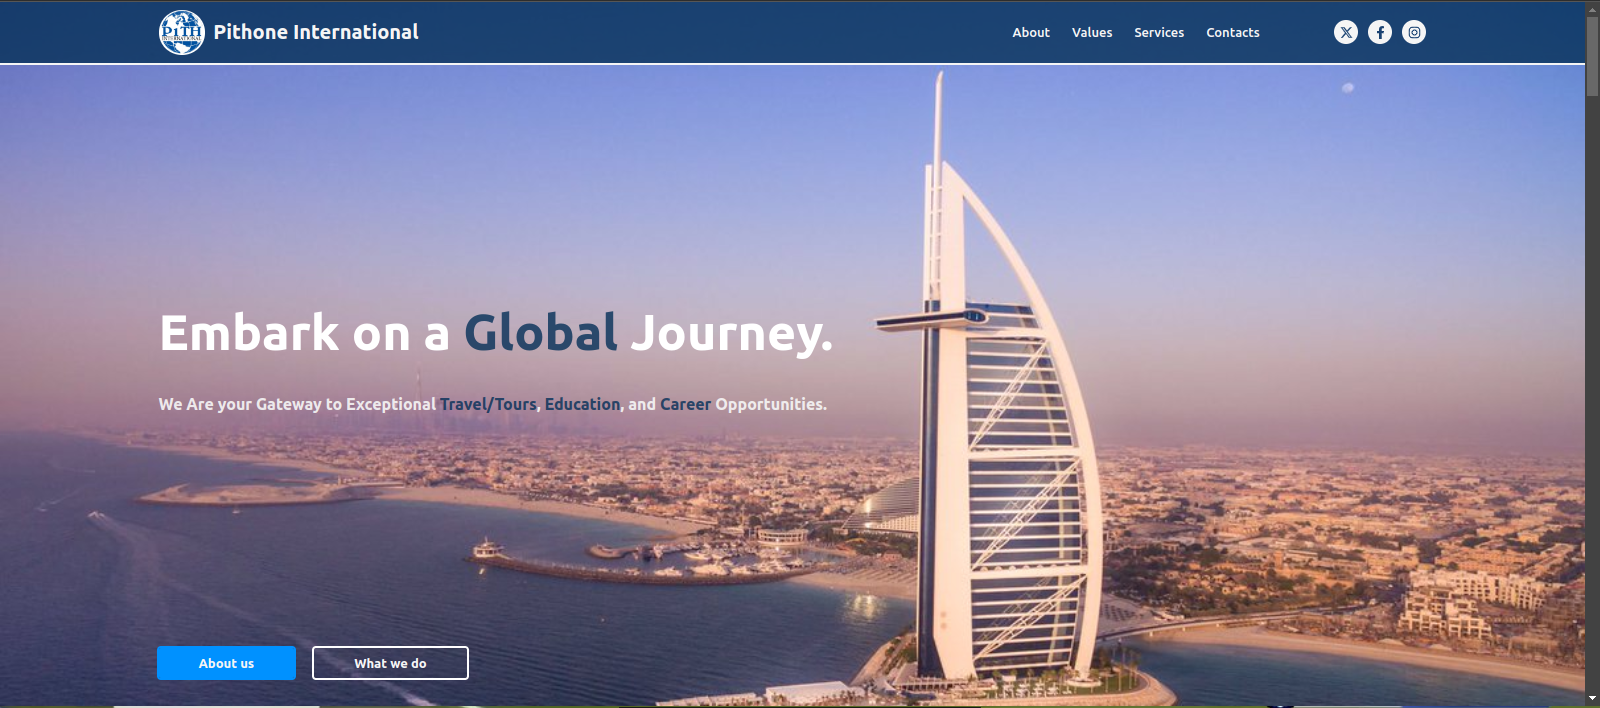 PiTH
INTERNATIONAL
Pithone International
About Values Services Contacts
Embark on a Global Journey.
We Are your Gateway to Exceptional Travel/Tours, Education, and Career Opportunities.
About us What we do